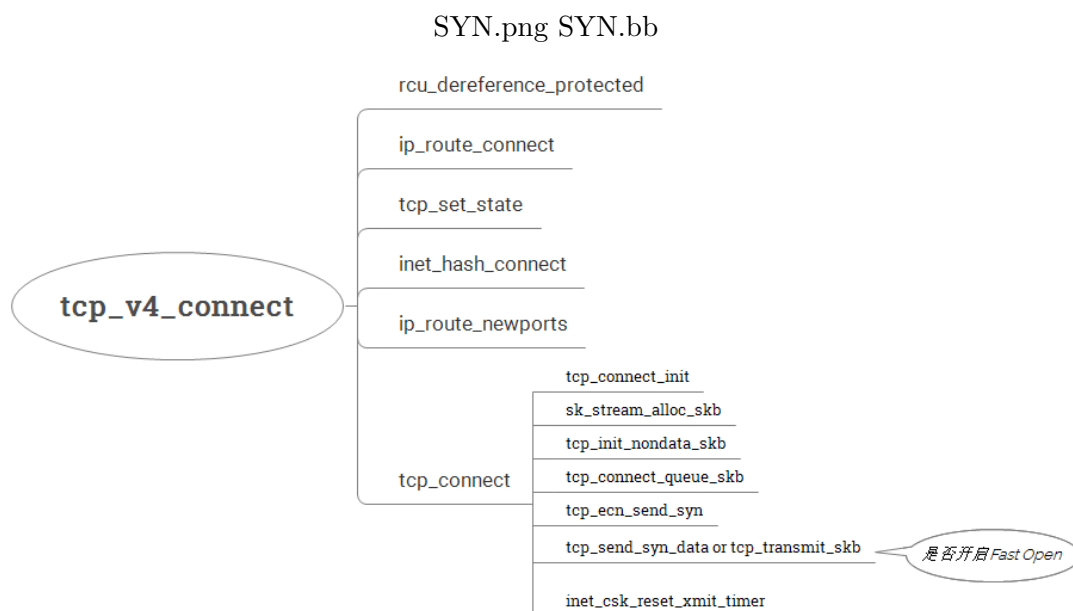 SYN.png SYN.bb
rcu_dereference_protected
ip_route_connect
tcp_set_state
inet_hash_connect
tcp_v4_connect
ip_route_newports
tcp_connect_init
sk_stream_alloc_skb
tcp_init_nondata_skb
tcp_connect
tcp_connect_queue_skb
tcp_ecn_send_syn
tcp_send_syn_data or tcp_transmit_skb
是否开启Fast Open
inet_csk_reset_xmit_timer